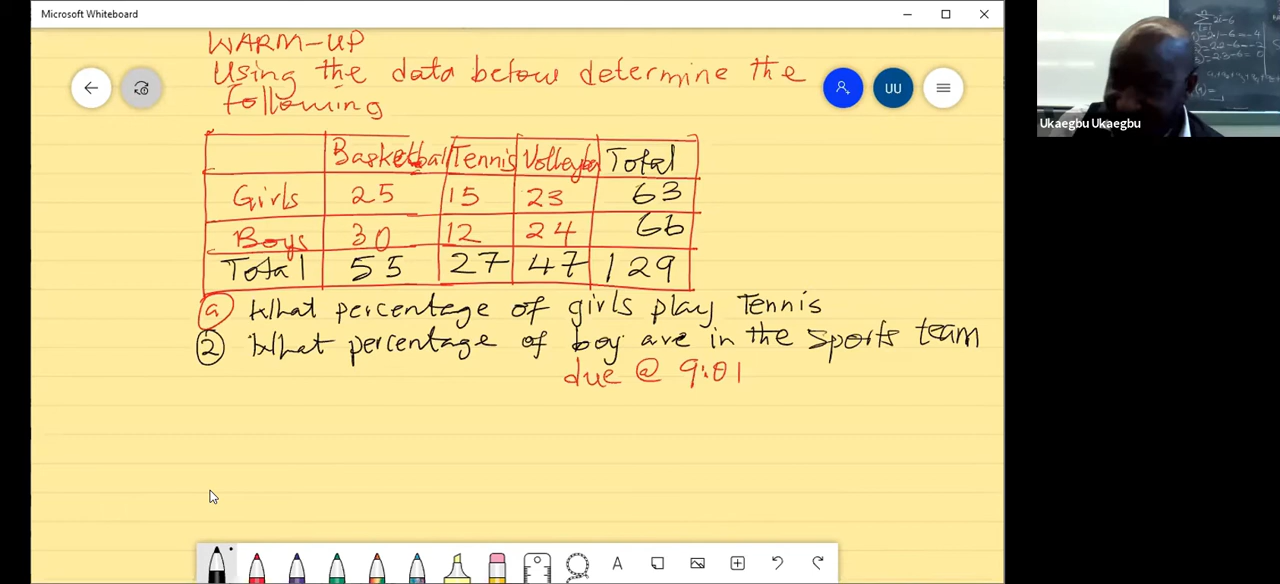 Microsoft Whiteboard
WARM-UP
Using the data below determine the
following
Basketball Tennis Volleyball Total
Girls 25 15 23 63
Boys 30 12 24 66
Total 55 27 47 129
a What percentage of girls play Tennis
2 What percentage of boy are in the sports team
due @ 9:01
UU
A
Ukaegbu Ukaegbu